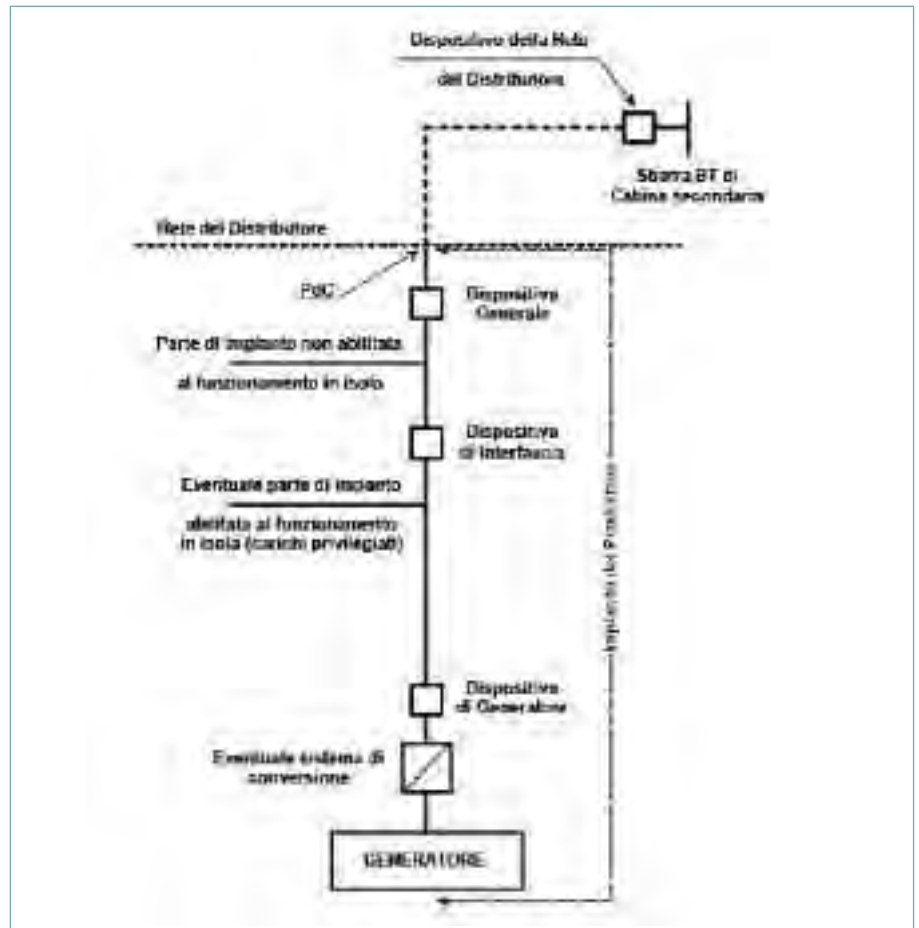 Dispositivo della Rete
del Distributore
Sbarra BT di
Cabina secondaria
Rete del Distributore
PdC
Dispositivo
Generale
Parte di impianto non abilitata
al funzionamento in isola
Dispositivo
di Interfaccia
Eventuale parte di impianto
abilitata al funzionamento
in isola (carichi privilegiati)
Impianto del Produttore
Dispositivo
di Generatore
Eventuale sistema di
conversione
GENERATORE